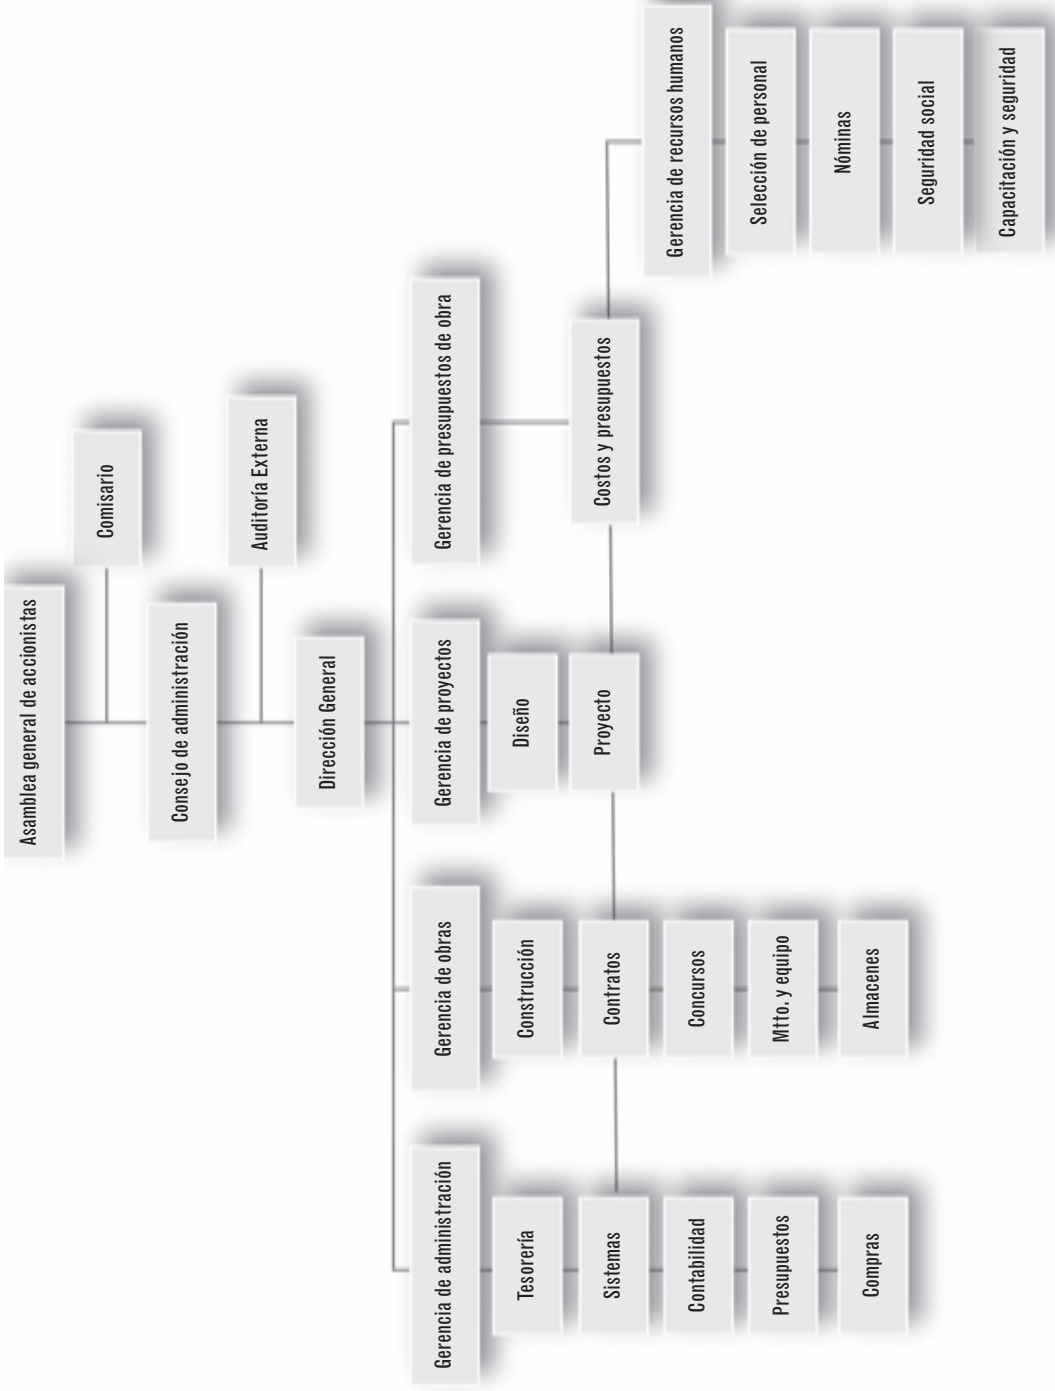 Asamblea general de accionistas
Comisario
Consejo de administración
Auditoría Externa
Dirección General
Gerencia de administración
Tesorería
Sistemas
Contabilidad
Presupuestos
Compras
Gerencia de obras
Construcción
Contratos
Concursos
Mtto. y equipo
Almacenes
Gerencia de proyectos
Diseño
Proyecto
Gerencia de presupuestos de obra
Costos y presupuestos
Gerencia de recursos humanos
Selección de personal
Nóminas
Seguridad social
Capacitación y seguridad